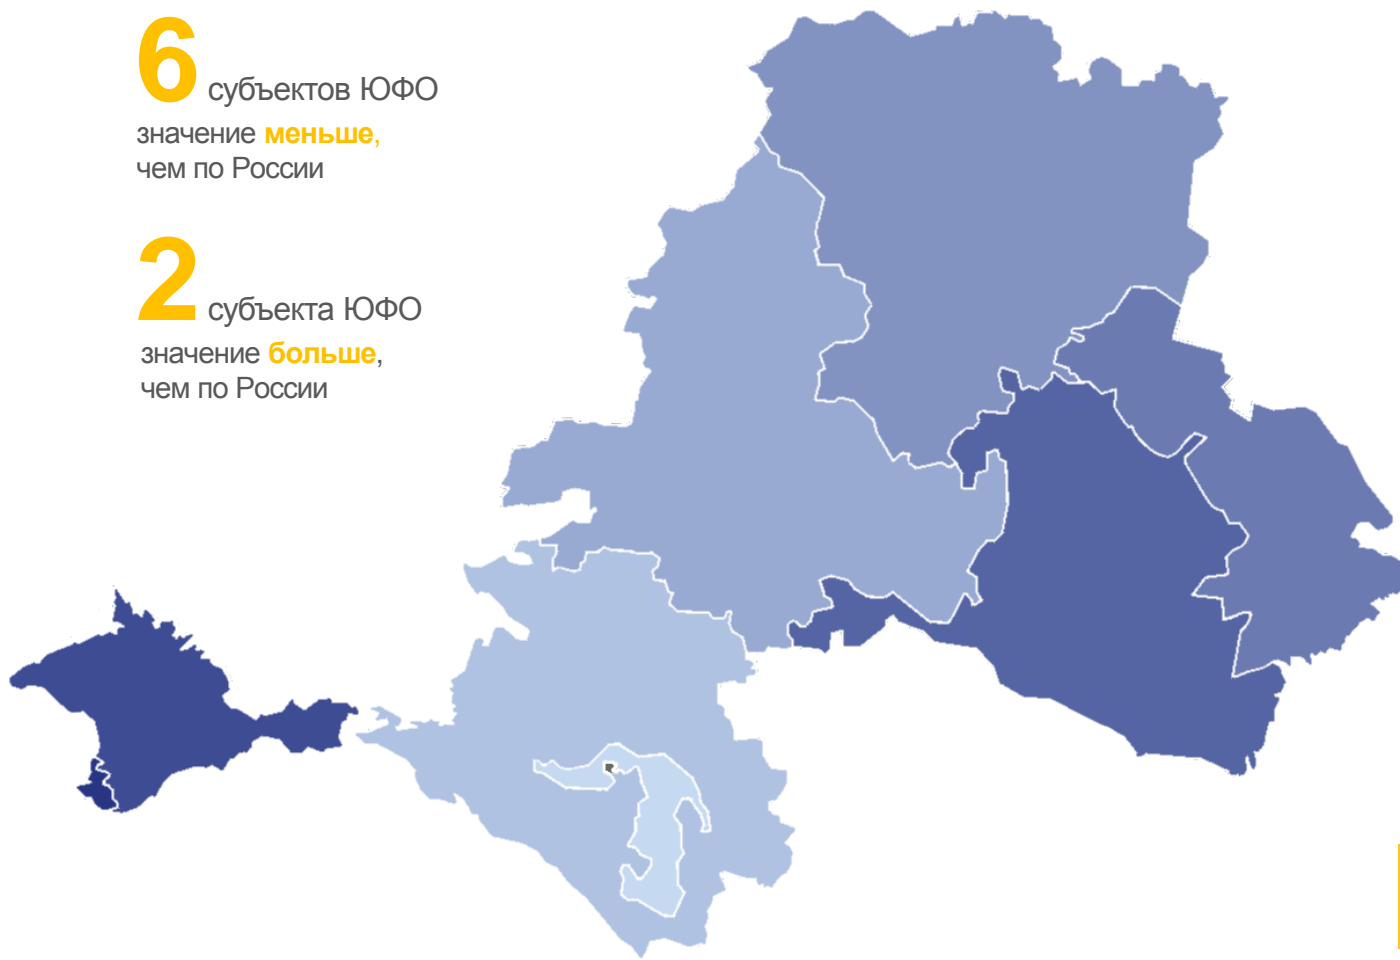 6 субъектов ЮФО
значение меньше,
чем по России
2 субъекта ЮФО
значение больше,
чем по России